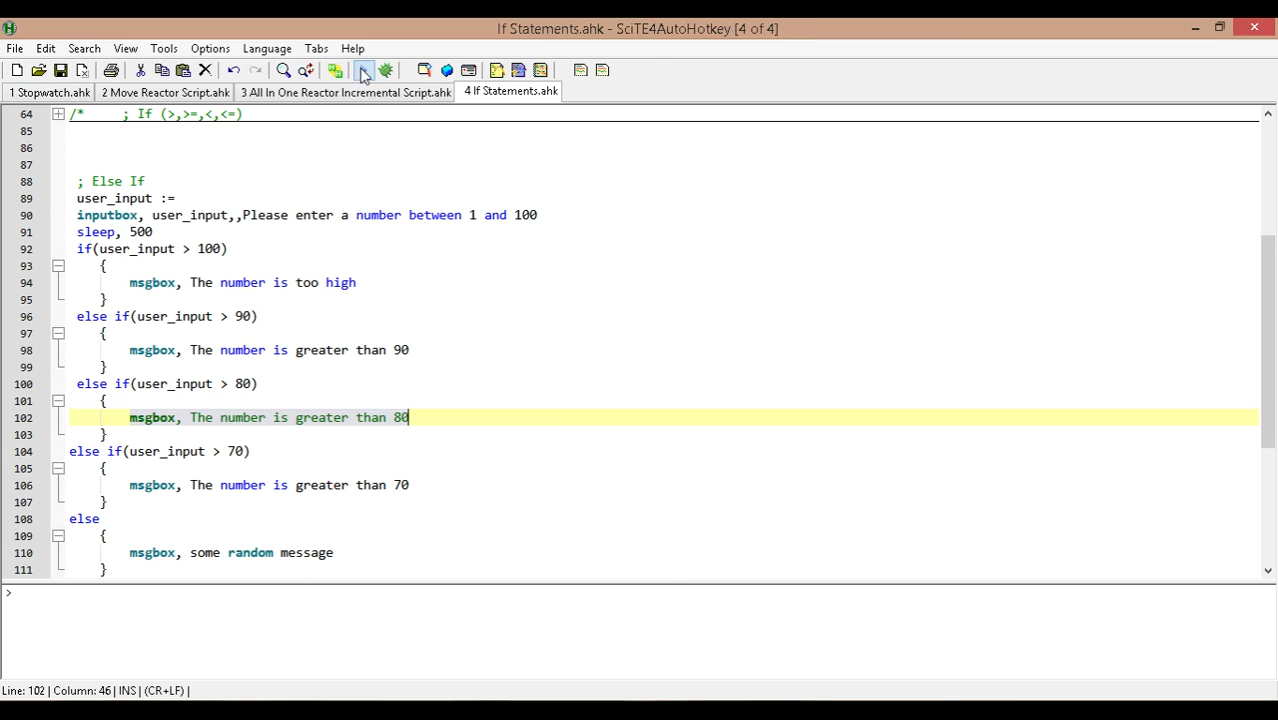 If Statements.ahk - SciTE4AutoHotkey [4 of 4]
File Edit Search View Tools Options Language Tabs Help
1 Stopwatch.ahk 2 Move Reactor Script.ahk 3 All In One Reactor Incremental Script.ahk 4 If Statements.ahk
64 /* ; If (>,>=,<,<=)
85
86
87
88 ; Else If
89 user_input :=
90 inputbox, user_input,,Please enter a number between 1 and 100
91 sleep, 500
92 if(user_input > 100)
93 {
94 msgbox, The number is too high
95 }
96 else if(user_input > 90)
97 {
98 msgbox, The number is greater than 90
99 }
100 else if(user_input > 80)
101 {
102 msgbox, The number is greater than 80
103 }
104 else if(user_input > 70)
105 {
106 msgbox, The number is greater than 70
107 }
108 else
109 {
110 msgbox, some random message
111 }
>
Line: 102 | Column: 46 | INS | (CR+LF) |